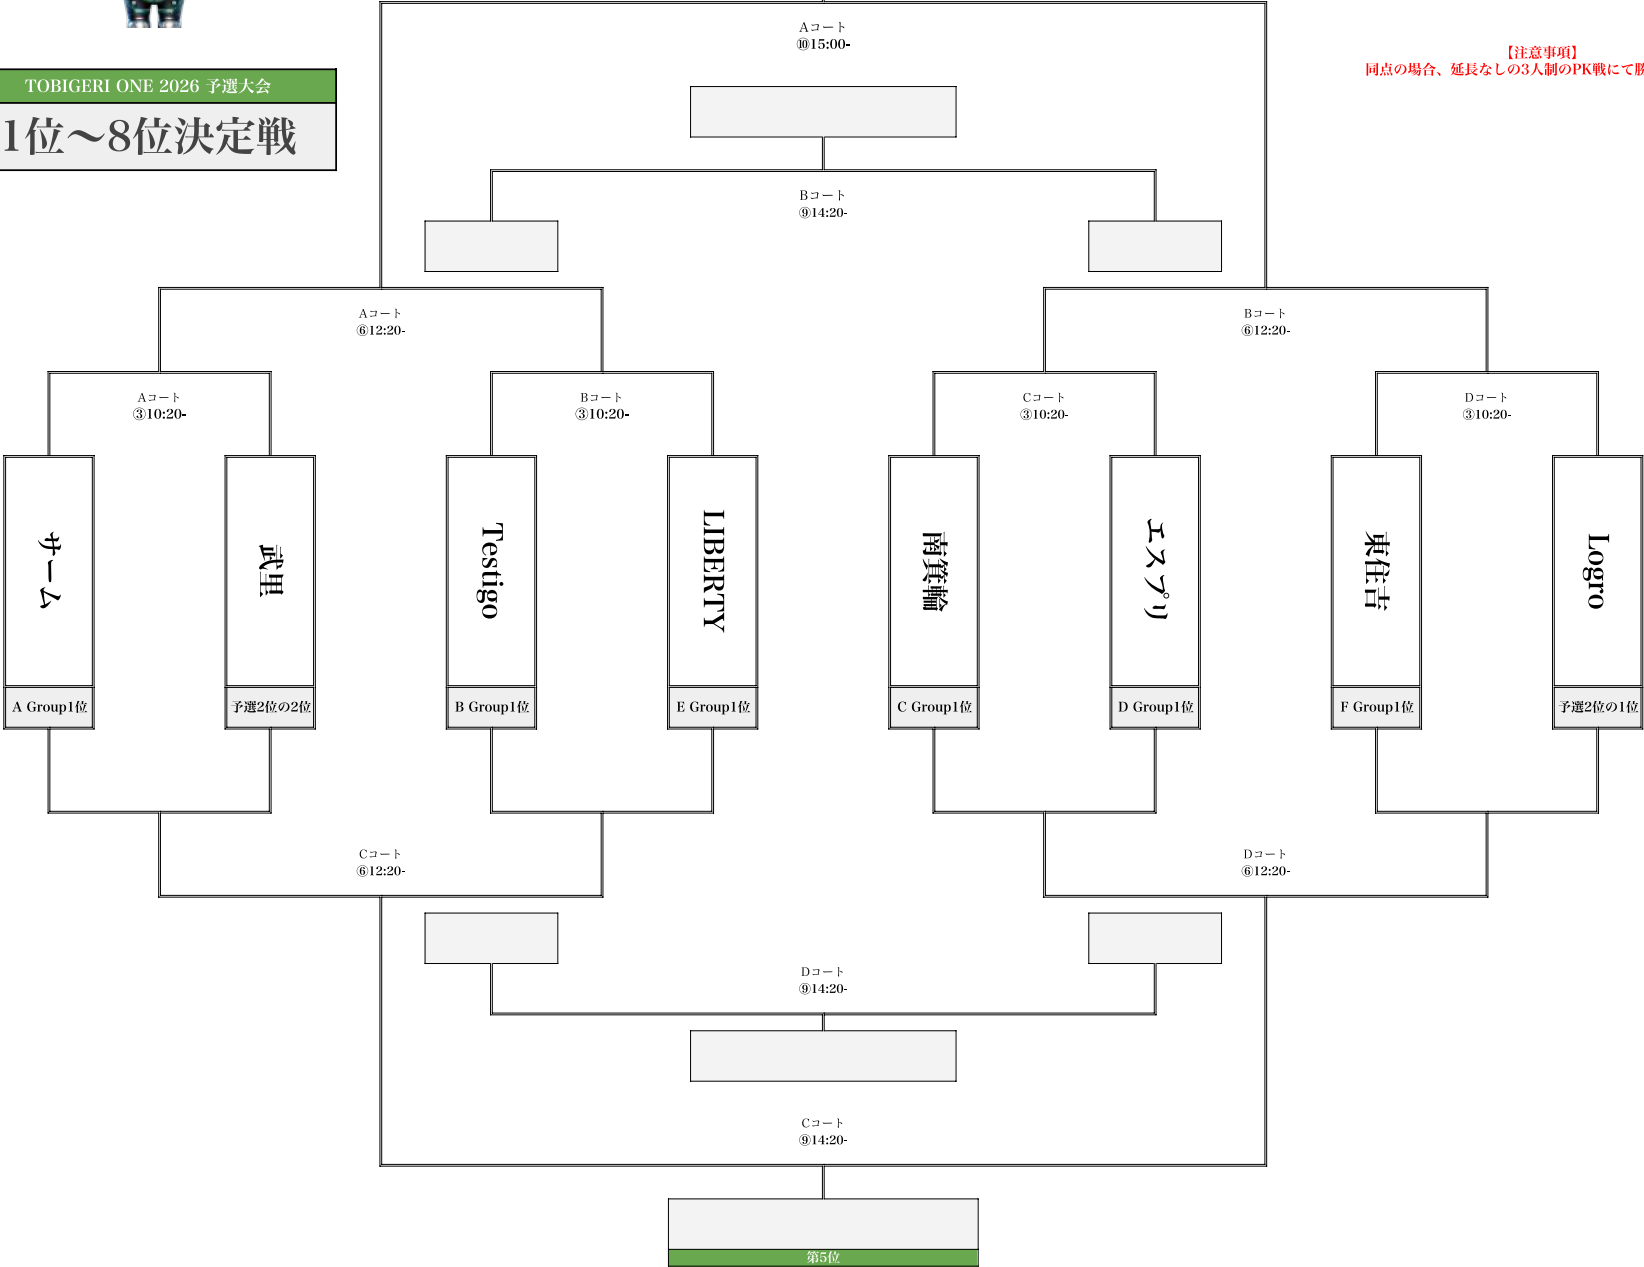 Aコート
⑩15:00-
【注意事項】
同点の場合、延長なしの3人制のPK戦にて勝
TOBIGERI ONE 2026 予選大会
1位～8位決定戦
Bコート
⑨14:20-
Aコート
⑥12:20-
Bコート
⑥12:20-
Aコート
③10:20-
Bコート
③10:20-
Cコート
③10:20-
Dコート
③10:20-
サーム
武里
Testigo
LIBERTY
南箕輪
エスプリ
東住吉
Logro
A Group1位
予選2位の2位
B Group1位
E Group1位
C Group1位
D Group1位
F Group1位
予選2位の1位
Cコート
⑥12:20-
Dコート
⑥12:20-
Dコート
⑨14:20-
Cコート
⑨14:20-
第5位